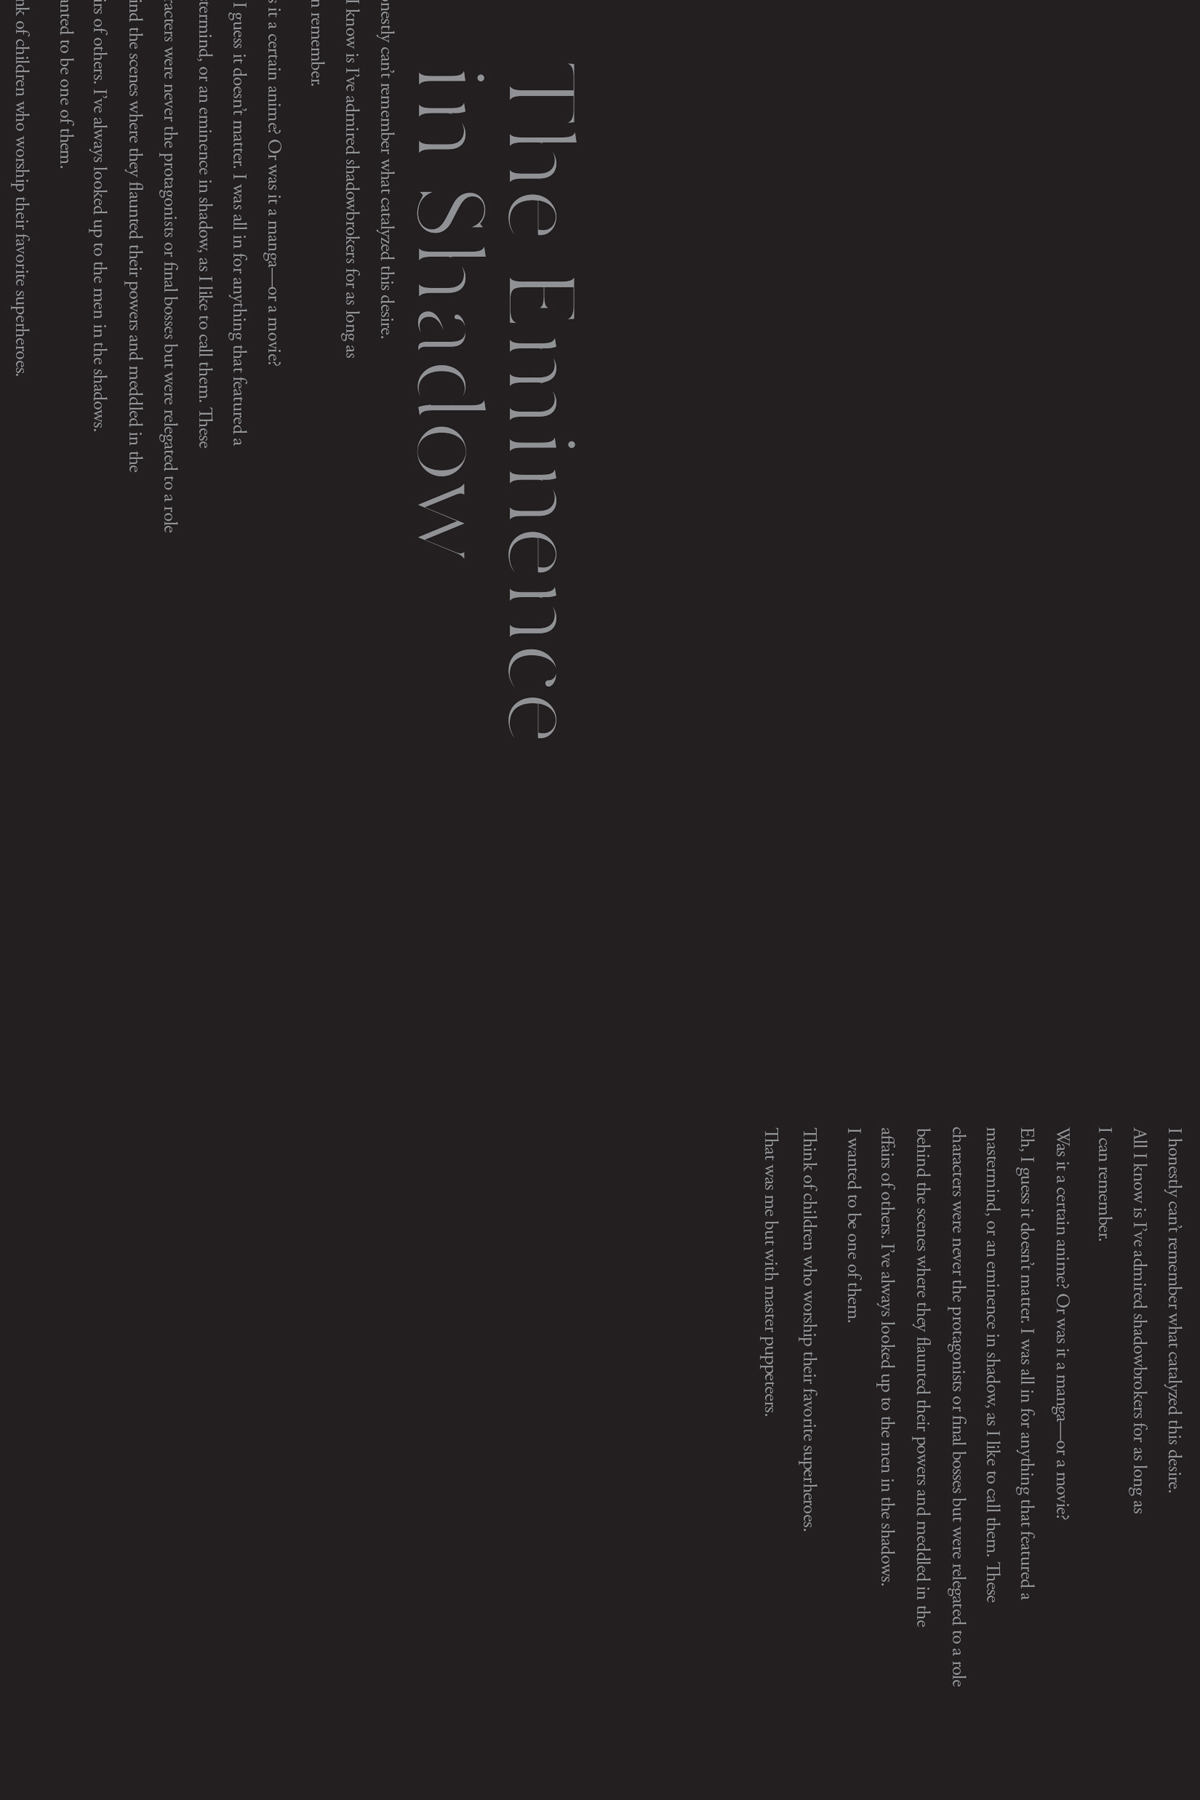 I honestly can't remember what catalyzed this desire.
All I know is I've admired shadowbrokers for as long as
I can remember.
Was it a certain anime? Or was it a manga—or a movie?
Eh, I guess it doesn't matter. I was all in for anything that featured a
mastermind, or an eminence in shadow, as I like to call them. These
characters were never the protagonists or final bosses but were relegated to a role
behind the scenes where they flaunted their powers and meddled in the
affairs of others. I've always looked up to the men in the shadows.
I wanted to be one of them.
Think of children who worship their favorite superheroes.
That was me but with master puppeteers.
The Eminence
in Shadow
onestly can't remember what catalyzed this desire.
I know is I've admired shadowbrokers for as long as
n remember.
s it a certain anime? Or was it a manga—or a movie?
I guess it doesn't matter. I was all in for anything that featured a
termind, or an eminence in shadow, as I like to call them. These
racters were never the protagonists or final bosses but were relegated to a role
ind the scenes where they flaunted their powers and meddled in the
irs of others. I've always looked up to the men in the shadows.
anted to be one of them.
nk of children who worship their favorite superheroes.